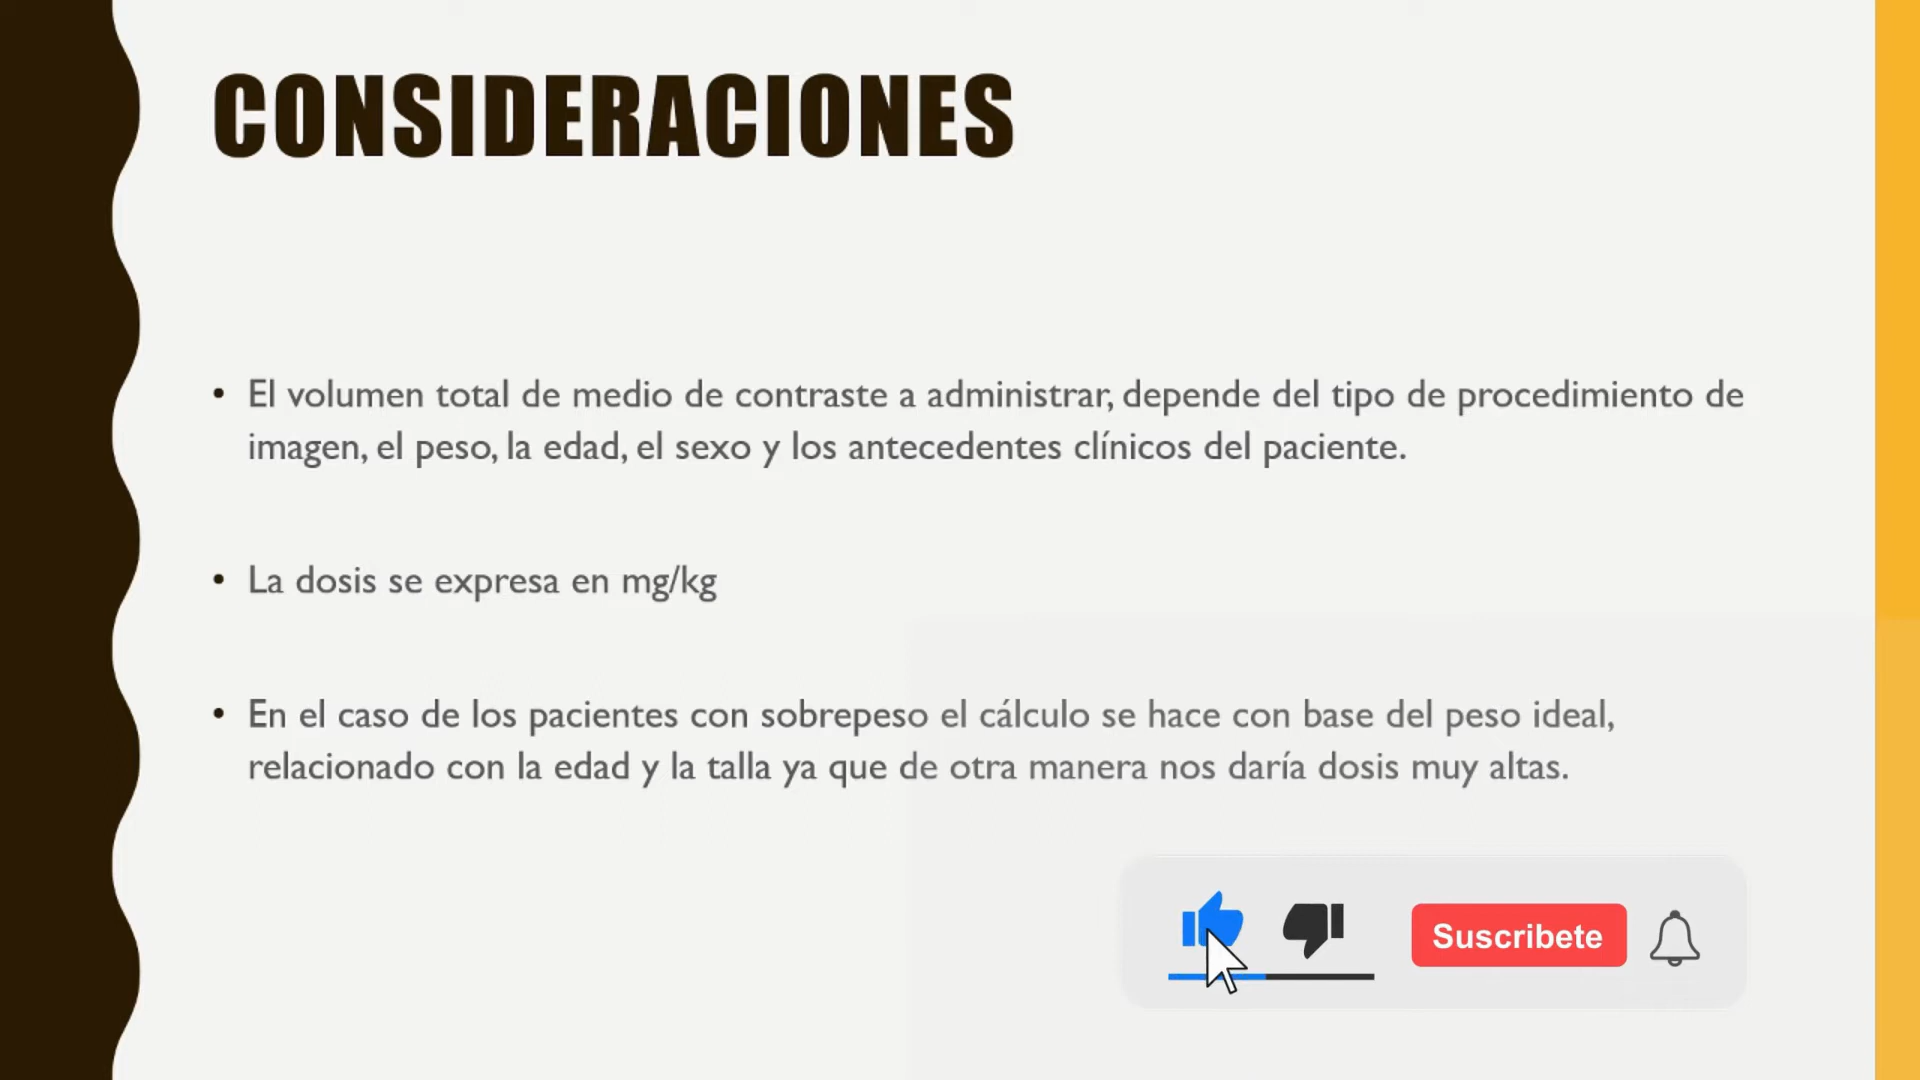 CONSIDERACIONES
• El volumen total de medio de contraste a administrar, depende del tipo de procedimiento de
imagen, el peso, la edad, el sexo y los antecedentes clínicos del paciente.
• La dosis se expresa en mg/kg
• En el caso de los pacientes con sobrepeso el cálculo se hace con base del peso ideal,
relacionado con la edad y la talla ya que de otra manera nos daría dosis muy altas.
Suscribete